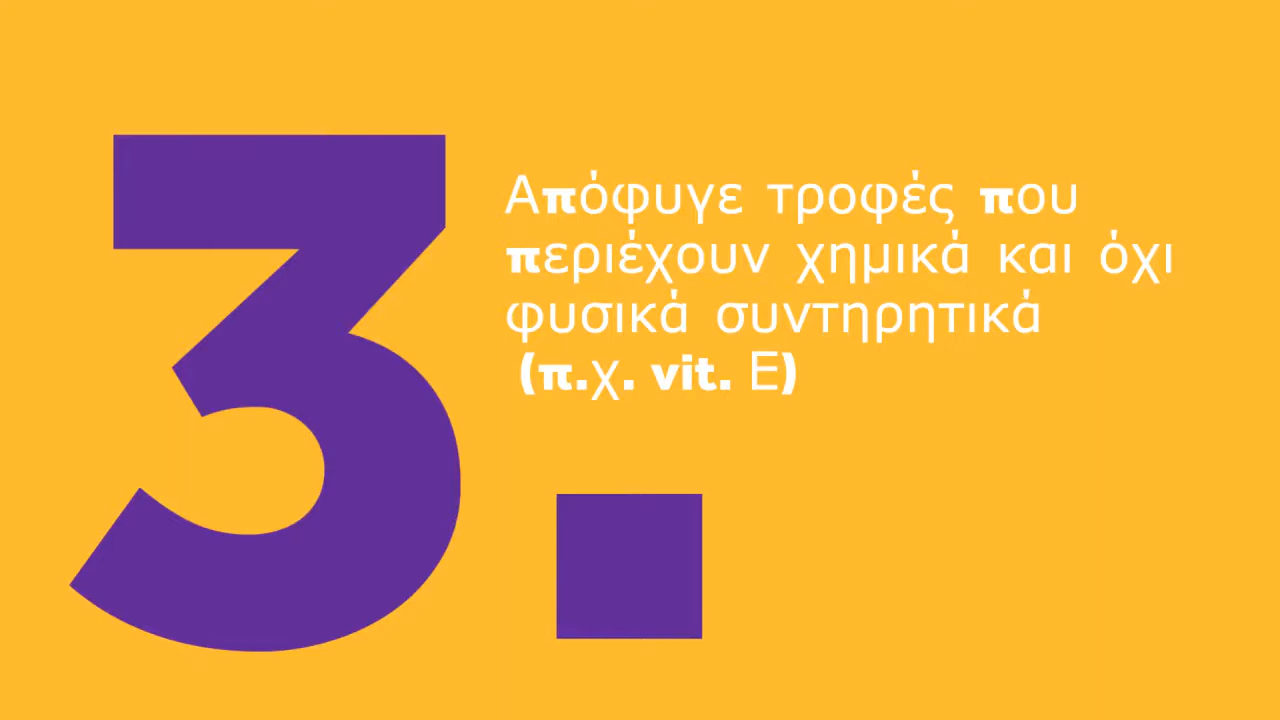 3.
Απόφυγε τροφές που
περιέχουν χημικά και όχι
φυσικά συντηρητικά
(π.χ. vit. Ε)